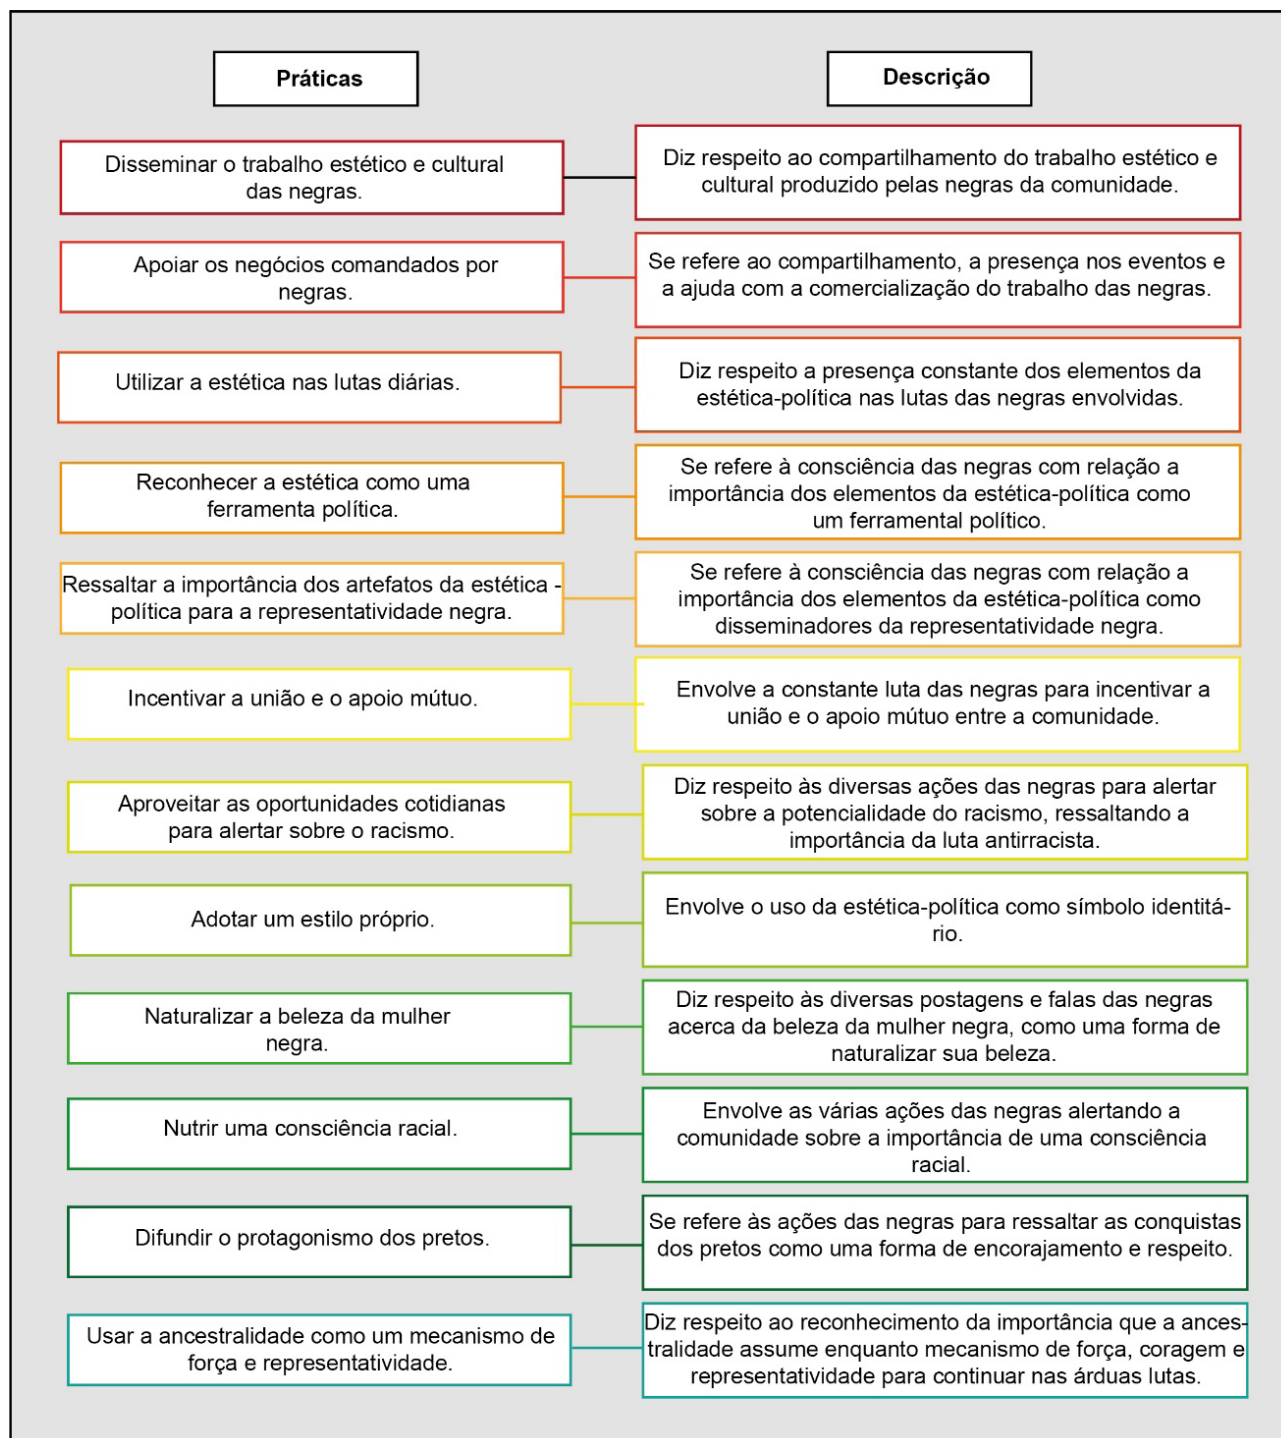 Práticas
Descrição
Disseminar o trabalho estético e cultural
das negras.
Diz respeito ao compartilhamento do trabalho estético e
cultural produzido pelas negras da comunidade.
Apoiar os negócios comandados por
negras.
Se refere ao compartilhamento, a presença nos eventos e
a ajuda com a comercialização do trabalho das negras.
Utilizar a estética nas lutas diárias.
Diz respeito a presença constante dos elementos da
estética-política nas lutas das negras envolvidas.
Reconhecer a estética como uma
ferramenta política.
Se refere à consciência das negras com relação a
importância dos elementos da estética-política como
um ferramental político.
Ressaltar a importância dos artefatos da estética -
política para a representatividade negra.
Se refere à consciência das negras com relação a
importância dos elementos da estética-política como
disseminadores da representatividade negra.
Incentivar a união e o apoio mútuo.
Envolve a constante luta das negras para incentivar a
união e o apoio mútuo entre a comunidade.
Aproveitar as oportunidades cotidianas
para alertar sobre o racismo.
Diz respeito às diversas ações das negras para alertar
sobre a potencialidade do racismo, ressaltando a
importância da luta antirracista.
Adotar um estilo próprio.
Envolve o uso da estética-política como símbolo identitá-
rio.
Naturalizar a beleza da mulher
negra.
Diz respeito às diversas postagens e falas das negras
acerca da beleza da mulher negra, como uma forma de
naturalizar sua beleza.
Nutrir uma consciência racial.
Envolve as várias ações das negras alertando a
comunidade sobre a importância de uma consciência
racial.
Difundir o protagonismo dos pretos.
Se refere às ações das negras para ressaltar as conquistas
dos pretos como uma forma de encorajamento e respeito.
Usar a ancestralidade como um mecanismo de
força e representatividade.
Diz respeito ao reconhecimento da importância que a ances-
tralidade assume enquanto mecanismo de força, coragem e
representatividade para continuar nas árduas lutas.